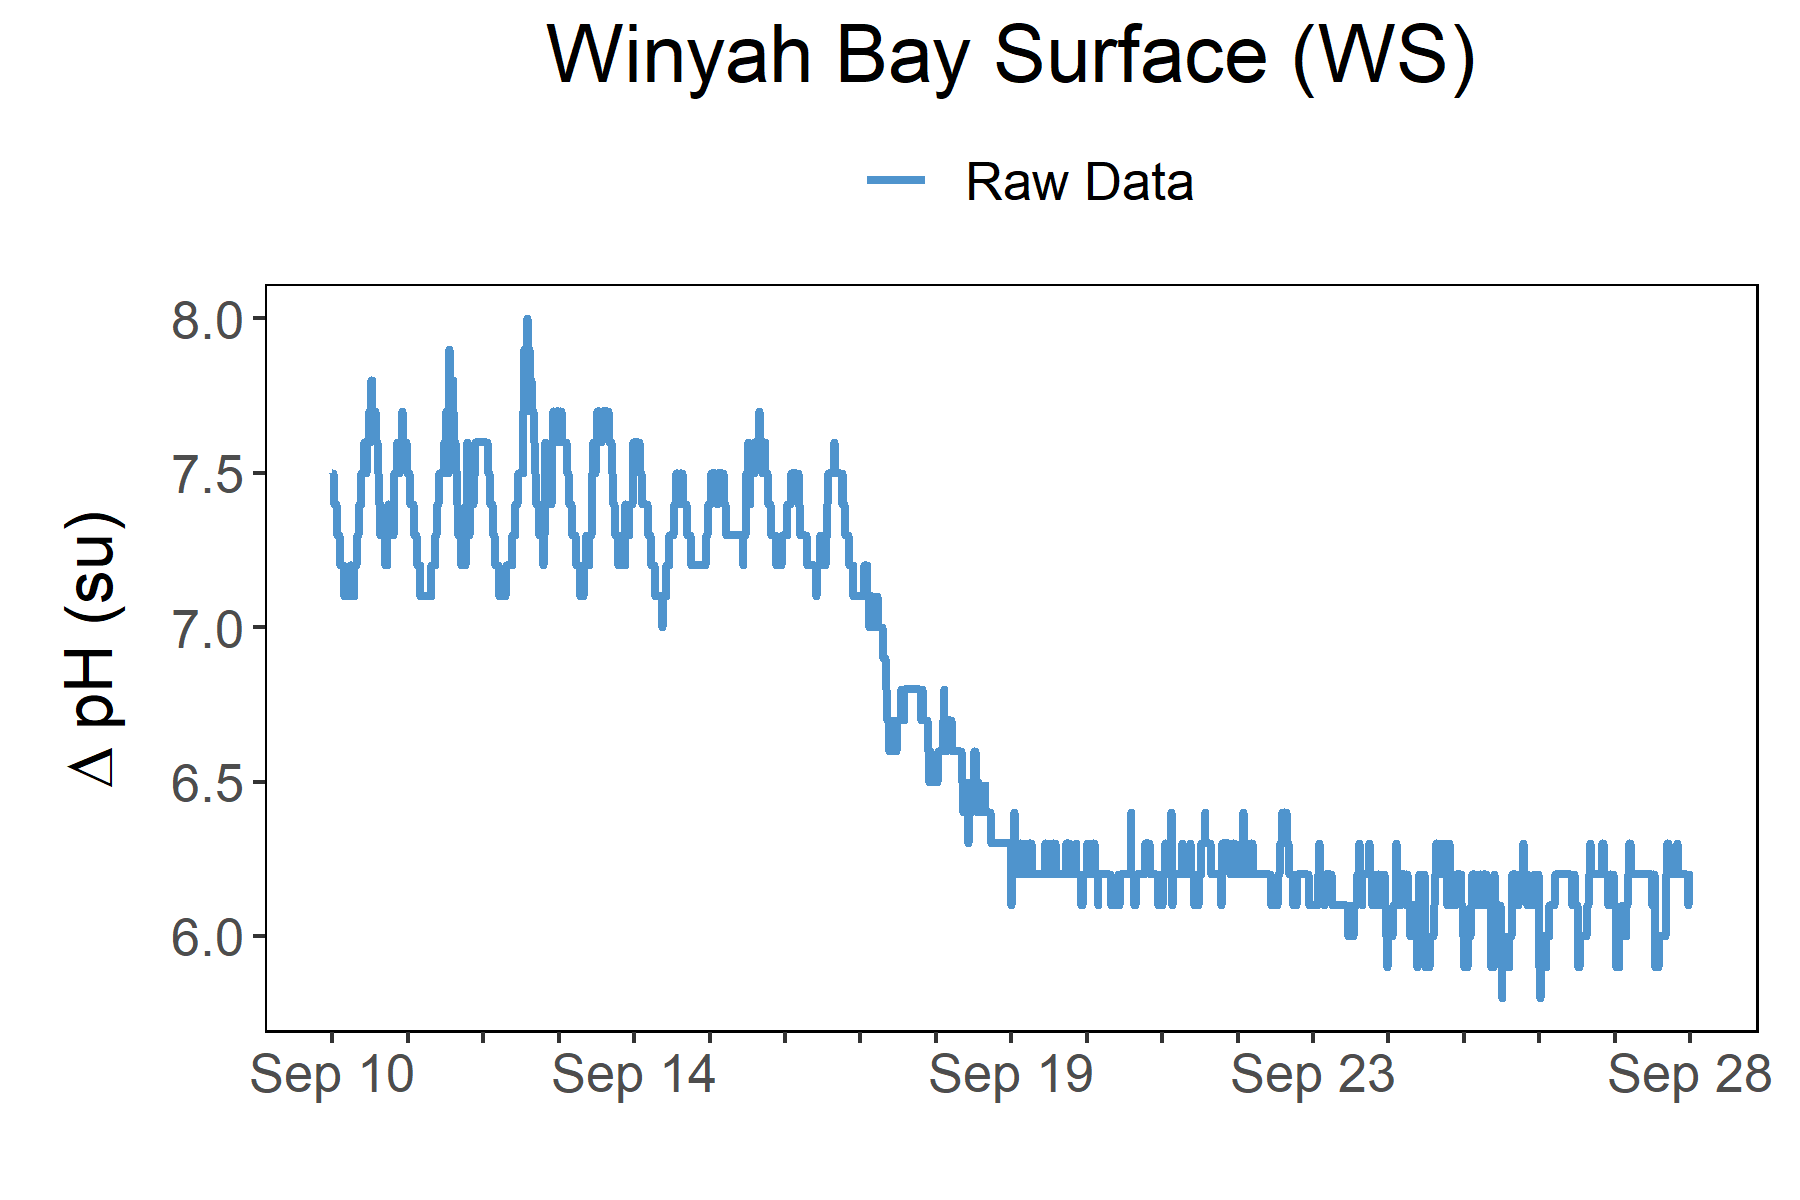 Winyah Bay Surface (WS)
Raw Data
8.0
7.5
7.0
6.5
6.0
Δ pH (su)
Sep 10 Sep 14 Sep 19 Sep 23 Sep 28